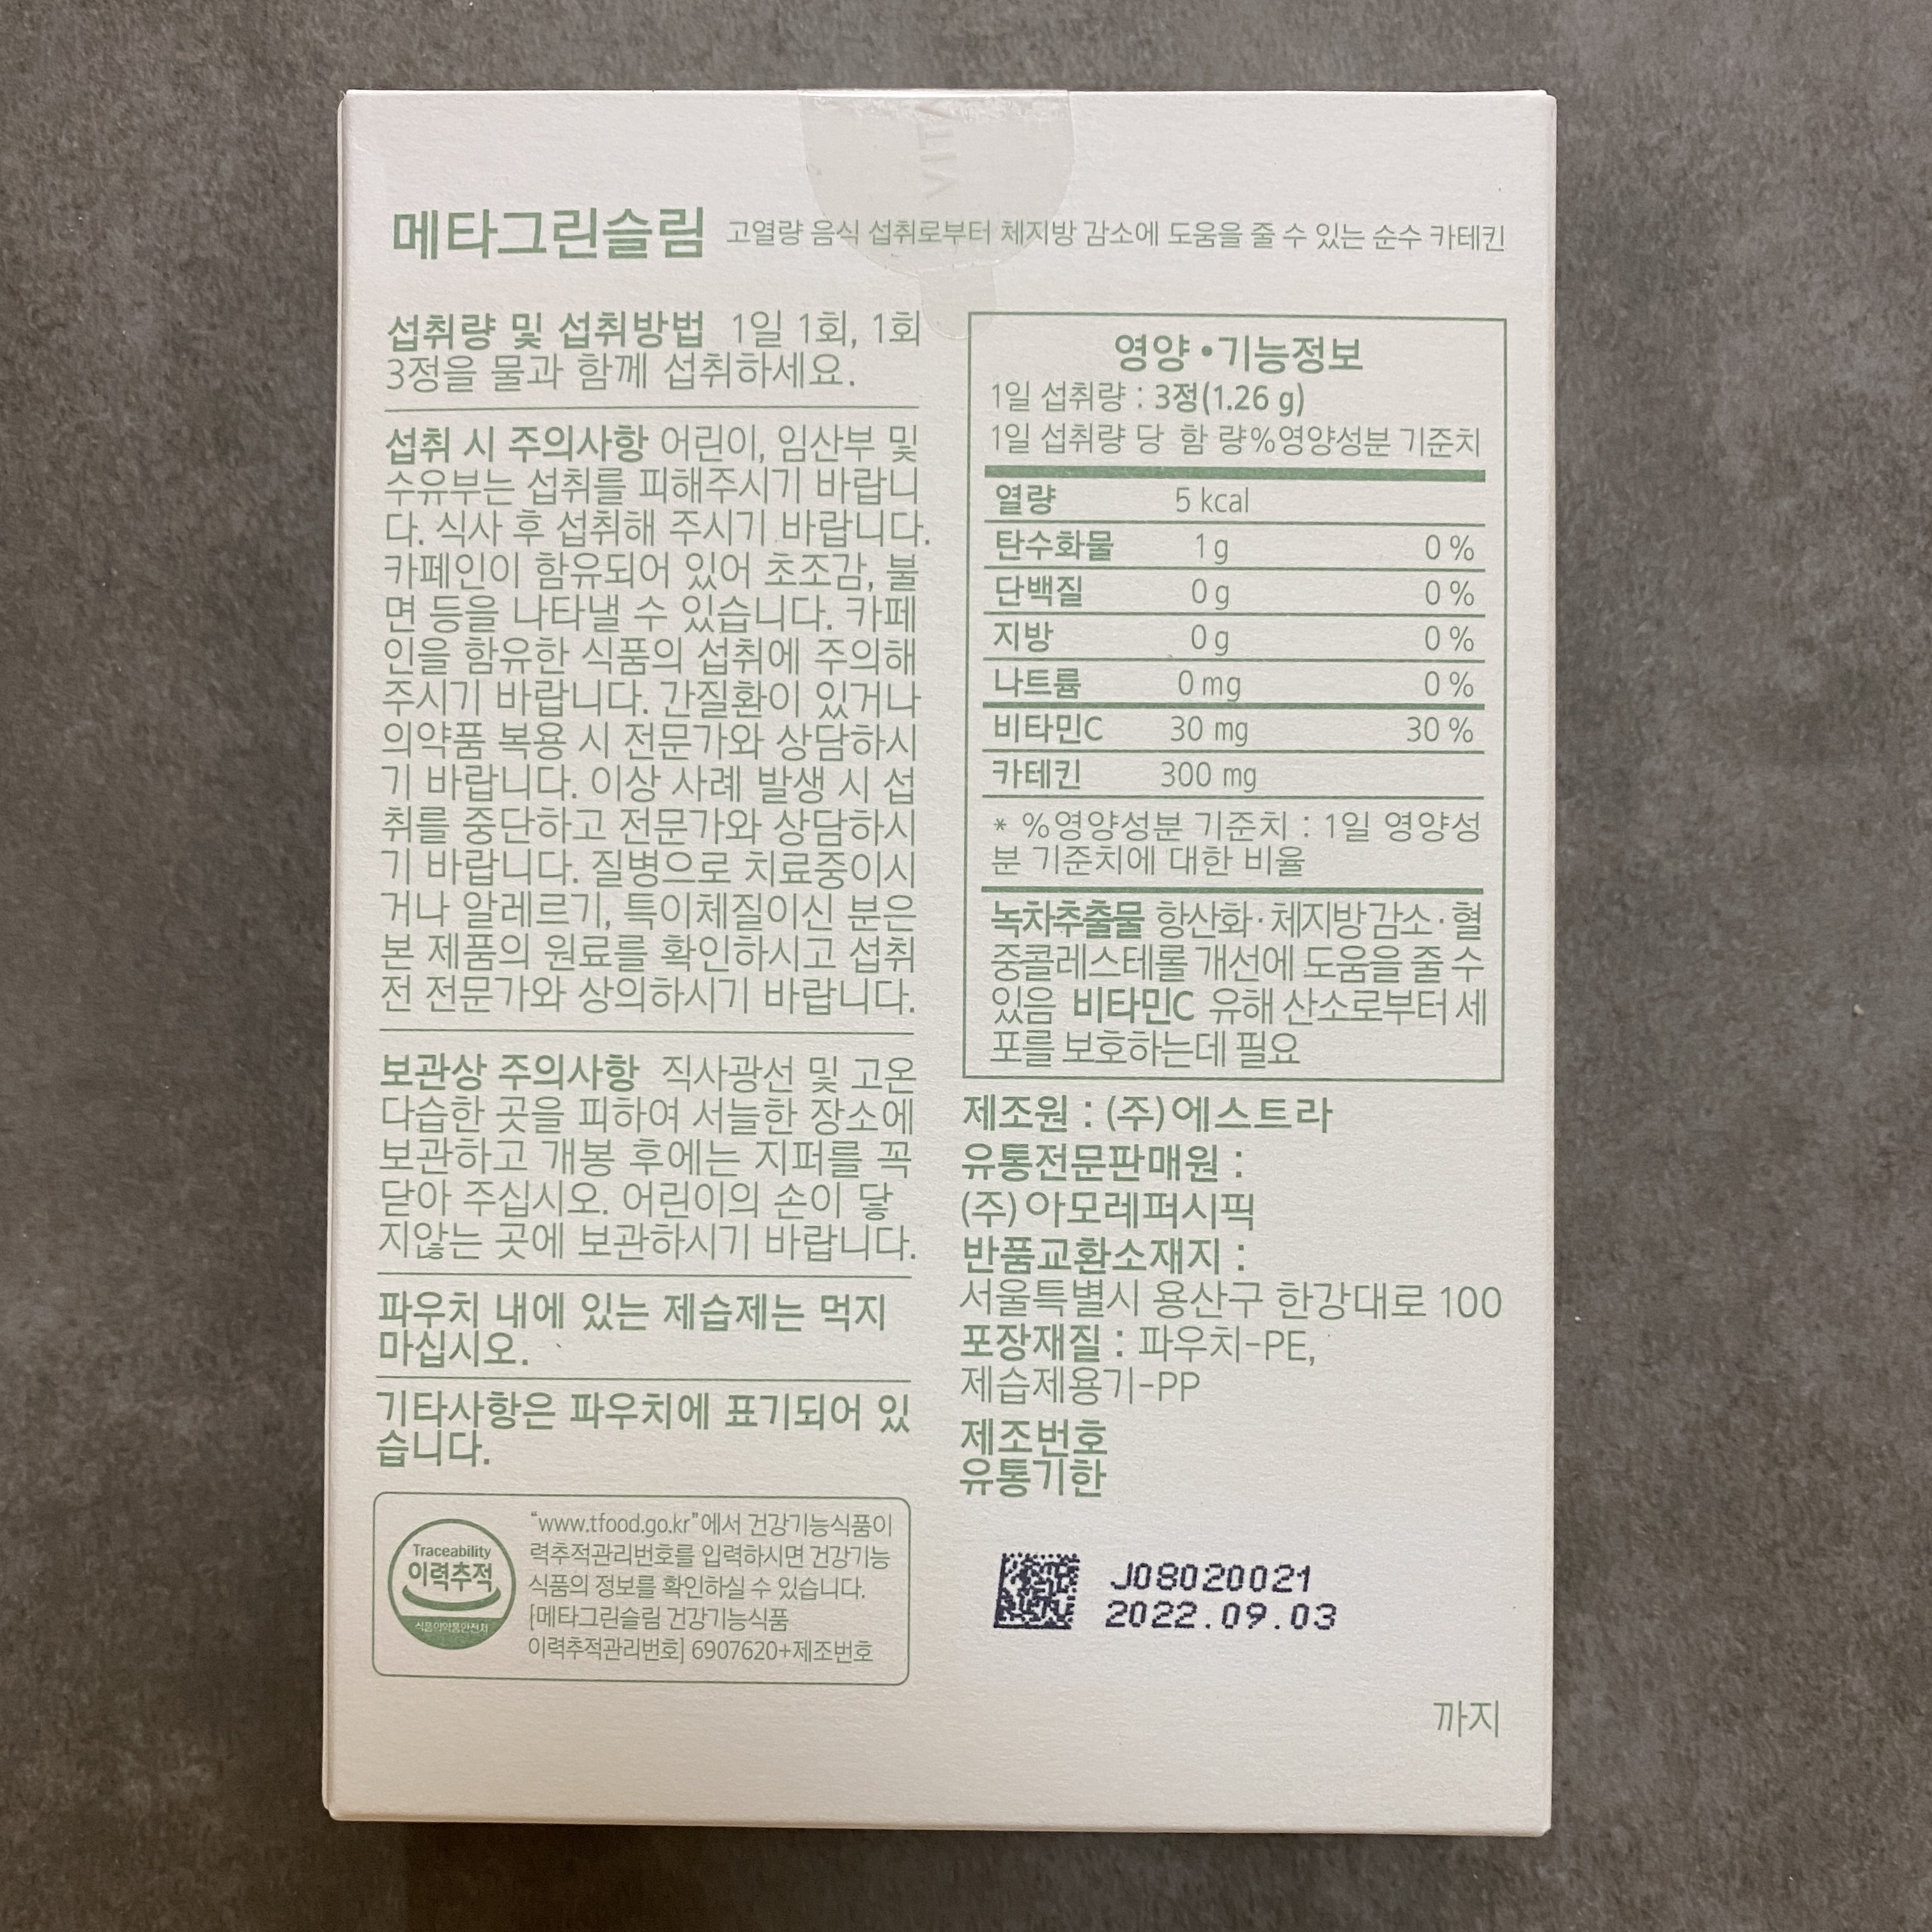 메타그린슬림 고열량 음식 섭취로부터 체지방 감소에 도움을 줄 수 있는 순수 카테킨
섭취량 및 섭취방법 1일 1회, 1회
3정을 물과 함께 섭취하세요.
섭취 시 주의사항 어린이, 임산부 및
수유부는 섭취를 피해주시기 바랍니
다. 식사 후 섭취해 주시기 바랍니다.
카페인이 함유되어 있어 초조감, 불
면 등을 나타낼 수 있습니다. 카페
인을 함유한 식품의 섭취에 주의해
주시기 바랍니다. 간질환이 있거나
의약품 복용 시 전문가와 상담하시
기 바랍니다. 이상 사례 발생 시 섭
취를 중단하고 전문가와 상담하시
기 바랍니다. 질병으로 치료중이시
거나 알레르기, 특이체질이신 분은
본 제품의 원료를 확인하시고 섭취
전 전문가와 상의하시기 바랍니다.
보관상 주의사항 직사광선 및 고온
다습한 곳을 피하여 서늘한 장소에
보관하고 개봉 후에는 지퍼를 꼭
닫아 주십시오. 어린이의 손이 닿
지않는 곳에 보관하시기 바랍니다.
파우치 내에 있는 제습제는 먹지
마십시오.
기타사항은 파우치에 표기되어 있
습니다.
Traceability
이력추적
식품의약품안전처
"www.tfood.go.kr"에서 건강기능식품이
력추적관리번호를 입력하시면 건강기능
식품의 정보를 확인하실 수 있습니다.
[메타그린슬림 건강기능식품
이력추적관리번호] 6907620+제조번호
영양•기능정보
1일 섭취량 : 3정(1.26 g)
1일 섭취량 당 함 량 %영양성분 기준치
열량 5 kcal
탄수화물 1 g 0 %
단백질 0 g 0 %
지방 0 g 0 %
나트륨 0 mg 0 %
비타민C 30 mg 30 %
카테킨 300 mg
* %영양성분 기준치 : 1일 영양성
분 기준치에 대한 비율
녹차추출물 항산화·체지방감소·혈
중콜레스테롤 개선에 도움을 줄 수
있음 비타민C 유해 산소로부터 세
포를 보호하는데 필요
제조원 : (주)에스트라
유통전문판매원 :
(주)아모레퍼시픽
반품교환소재지 :
서울특별시 용산구 한강대로 100
포장재질 : 파우치-PE,
제습제용기-PP
제조번호
유통기한
J08020021
2022.09.03
까지